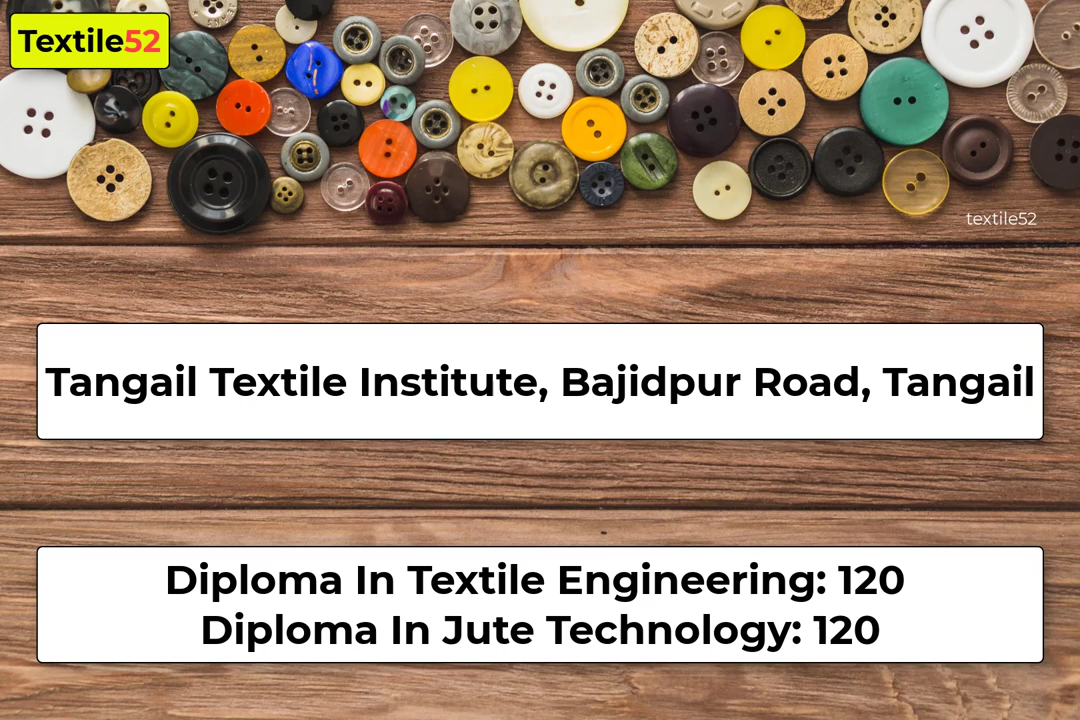 Textile52
textile52
Tangail Textile Institute, Bajidpur Road, Tangail
Diploma In Textile Engineering: 120
Diploma In Jute Technology: 120